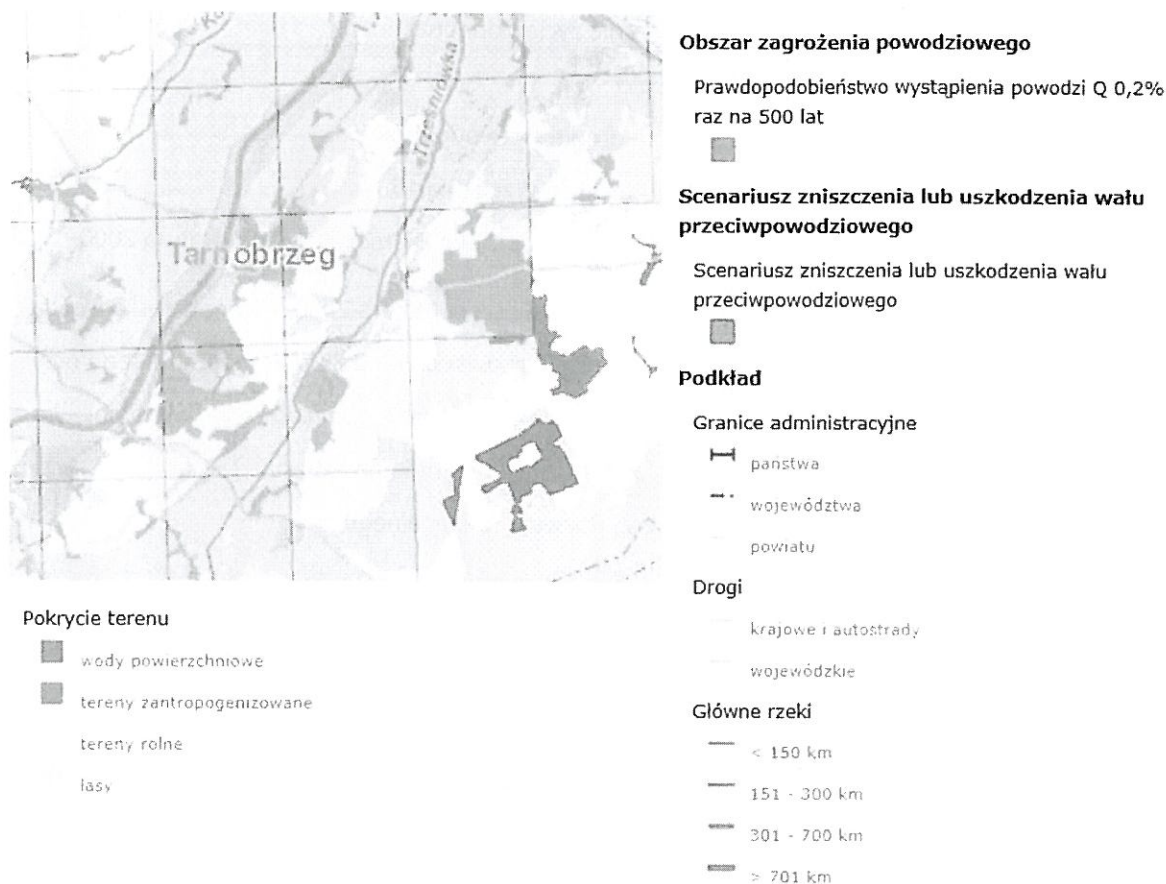 Trześniówka
Tarnobrzeg
Obszar zagrożenia powodziowego
Prawdopodobieństwo wystąpienia powodzi Q 0,2%
raz na 500 lat
Scenariusz zniszczenia lub uszkodzenia wału
przeciwpowodziowego
Scenariusz zniszczenia lub uszkodzenia wału
przeciwpowodziowego
Podkład
Granice administracyjne
państwa
województwa
powiatu
Drogi
krajowe i autostrady
wojewódzkie
Główne rzeki
< 150 km
151 - 300 km
301 - 700 km
> 701 km
Pokrycie terenu
wody powierzchniowe
tereny zantropogenizowane
tereny rolne
lasy